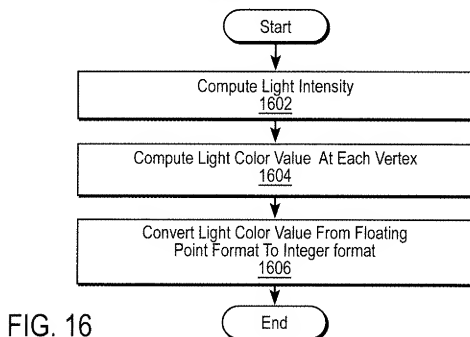 Start
Compute Light Intensity
1602
Compute Light Color Value At Each Vertex
1604
Convert Light Color Value From Floating
Point Format To Integer format
1606
End
FIG. 16